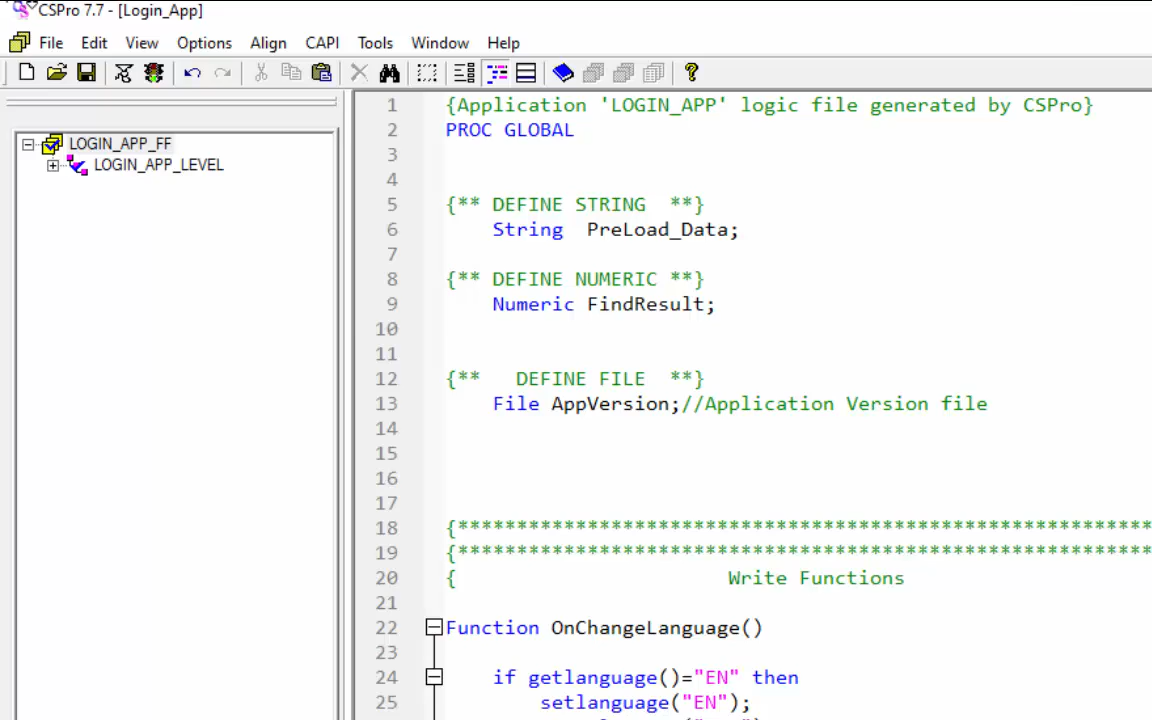 CSPro 7.7 - [Login_App]
File Edit View Options Align CAPI Tools Window Help
LOGIN_APP_FF
LOGIN_APP_LEVEL
1 {Application 'LOGIN_APP' logic file generated by CSPro}
2 PROC GLOBAL
3
4
5 {** DEFINE STRING  **}
6 String  PreLoad_Data;
7
8 {** DEFINE NUMERIC **}
9 Numeric FindResult;
10
11
12 {**   DEFINE FILE  **}
13 File AppVersion;//Application Version file
14
15
16
17
18 {***********************************************************
19 {***********************************************************
20 { Write Functions
21
22 Function OnChangeLanguage()
23
24 if getlanguage()="EN" then
25 setlanguage("EN");